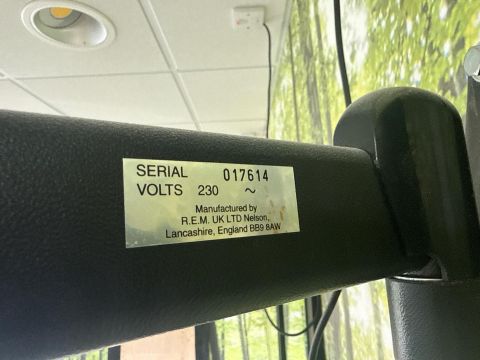 SERIAL 017614
VOLTS 230 ~
Manufactured by
R.E.M. UK LTD Nelson,
Lancashire, England BB9 8AW